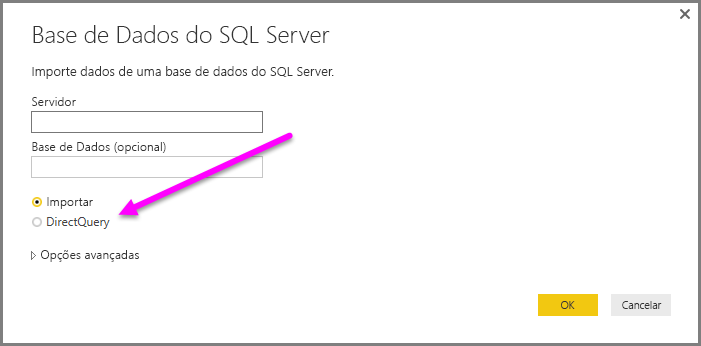 Base de Dados do SQL Server
Importe dados de uma base de dados do SQL Server.
Servidor
Base de Dados (opcional)
Importar
DirectQuery
Opções avançadas
OK
Cancelar